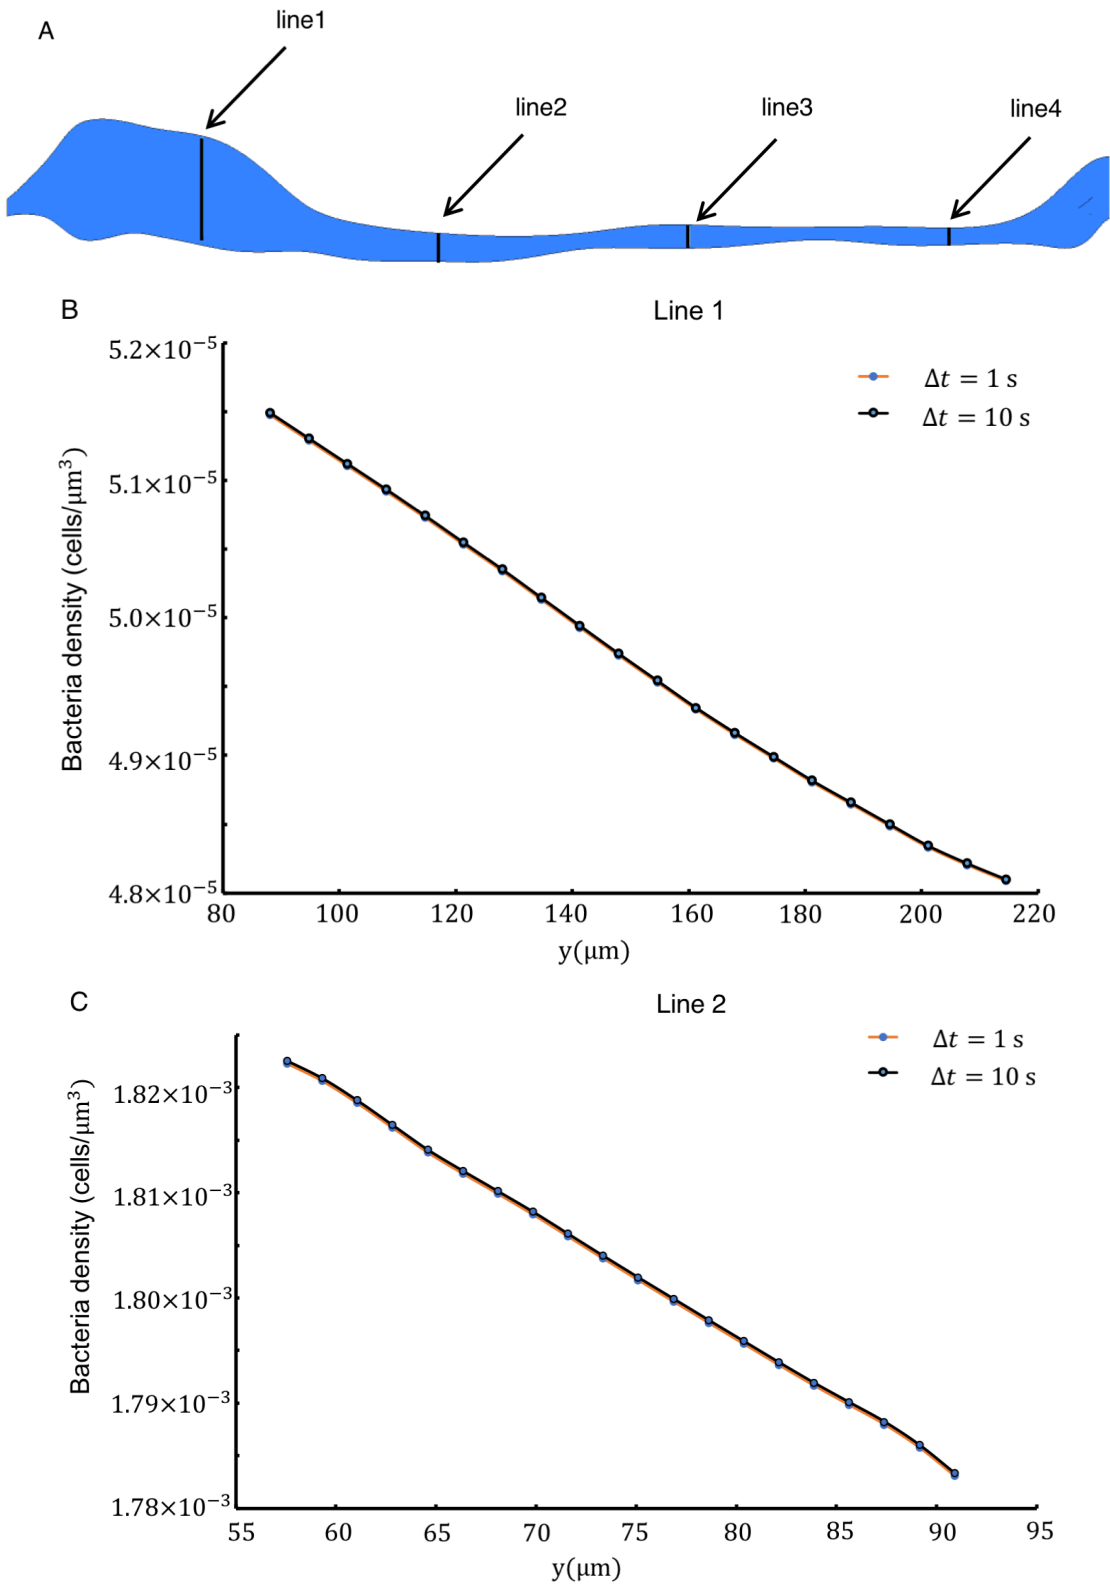 A
line1
line2
line3
line4
B
Line 1
5.2×10⁻⁵
5.1×10⁻⁵
5.0×10⁻⁵
4.9×10⁻⁵
4.8×10⁻⁵
Bacteria density (cells/μm³)
Δt = 1 s
Δt = 10 s
80 100 120 140 160 180 200 220
y(μm)
C
Line 2
1.82×10⁻³
1.81×10⁻³
1.80×10⁻³
1.79×10⁻³
1.78×10⁻³
Bacteria density (cells/μm³)
Δt = 1 s
Δt = 10 s
55 60 65 70 75 80 85 90 95
y(μm)